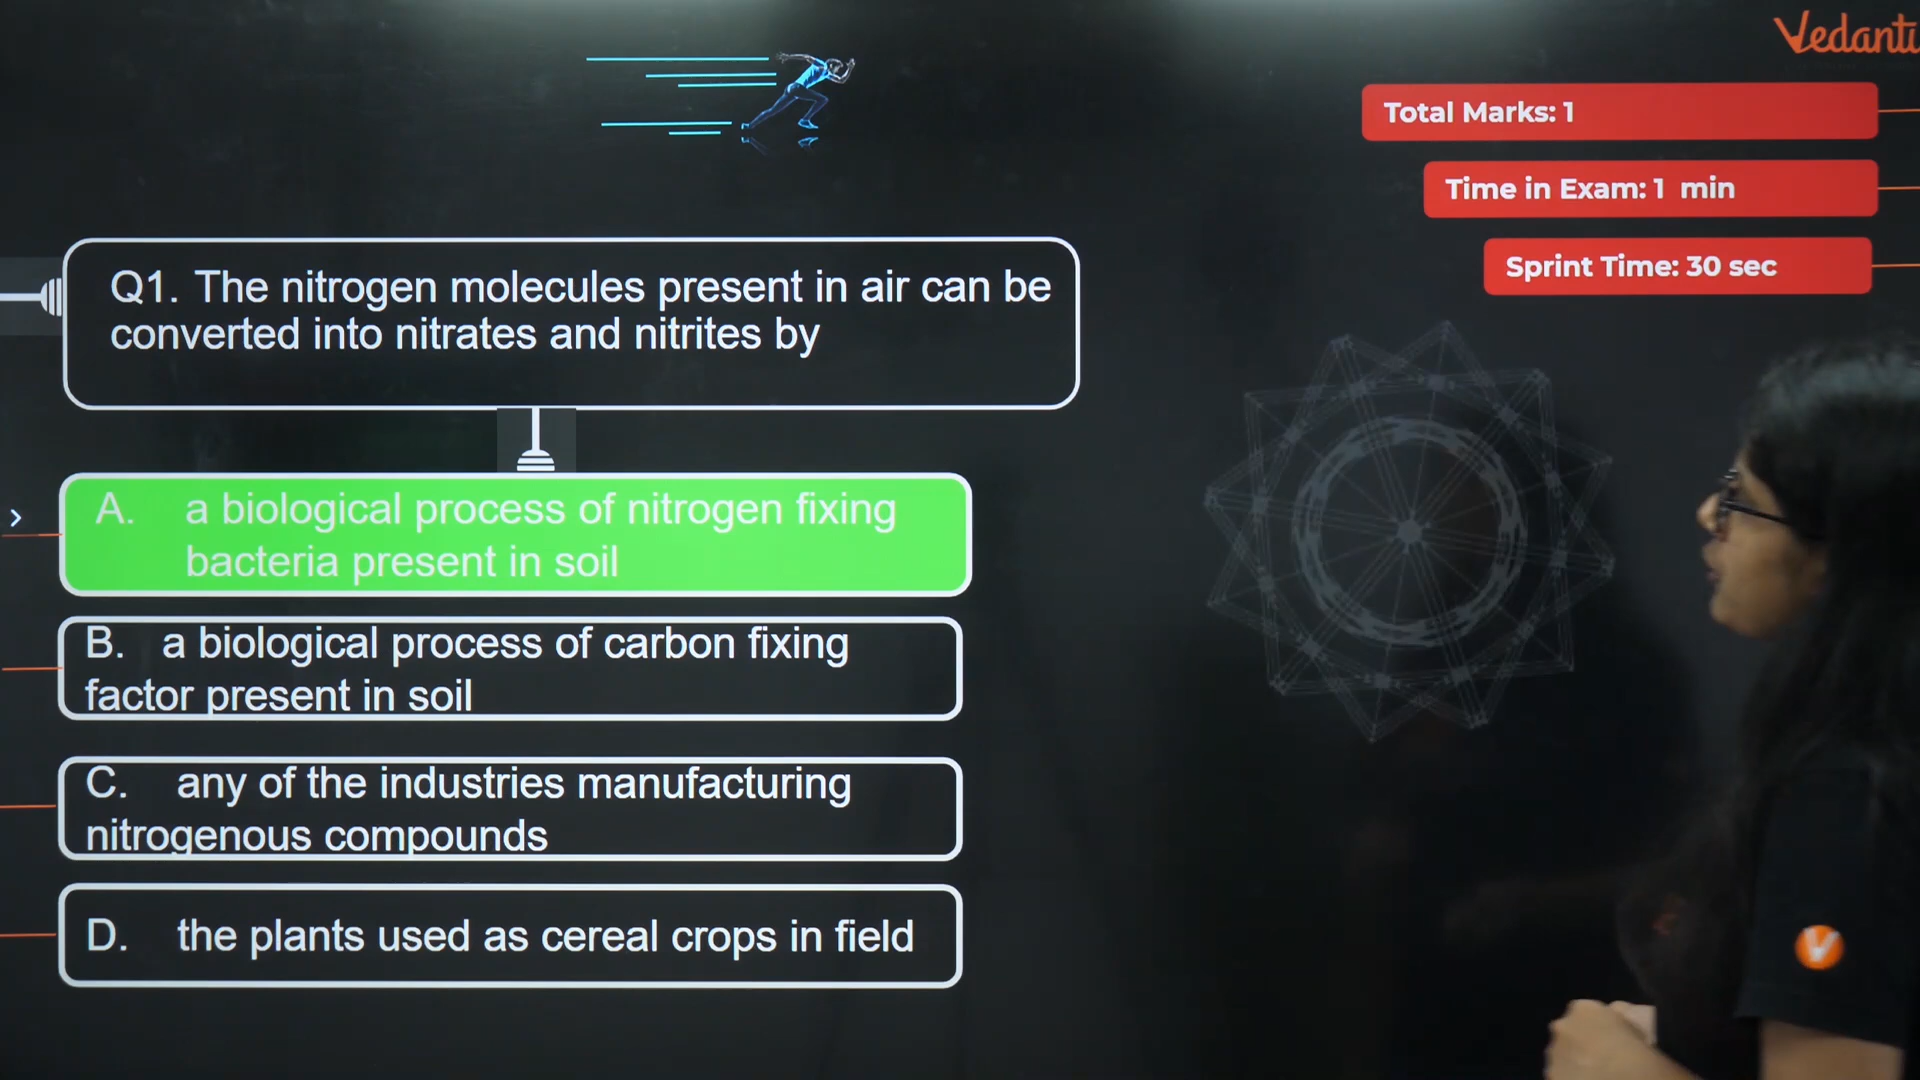 Vedanti
Total Marks: 1
Time in Exam: 1 min
Sprint Time: 30 sec
Q1. The nitrogen molecules present in air can be
converted into nitrates and nitrites by
A. a biological process of nitrogen fixing
bacteria present in soil
B. a biological process of carbon fixing
factor present in soil
C. any of the industries manufacturing
nitrogenous compounds
D. the plants used as cereal crops in field
V